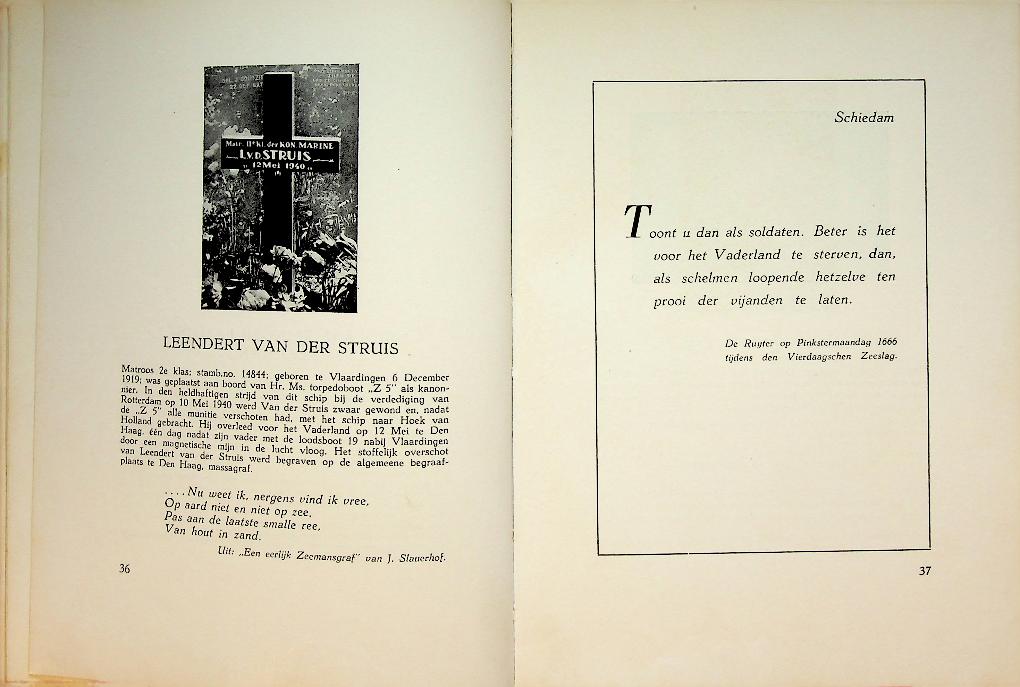 Matr. IIe Kl. der KON. MARINE
L.v.d. STRUIS
12 Mei 1940
LEENDERT VAN DER STRUIS
Matroos 2e klas; stamb.no. 14844; geboren te Vlaardingen 6 December
1919; was geplaatst aan boord van Hr. Ms. torpedoboot „Z 5" als kanon-
nier. In den heldhaftigen strijd van dit schip bij de verdediging van
Rotterdam op 10 Mei 1940 werd Van der Struis zwaar gewond en, nadat
de „Z 5" alle munitie verschoten had, met het schip naar Hoek van
Holland gebracht. Hij overleed voor het Vaderland op 12 Mei te Den
Haag, één dag nadat zijn vader met de loodsboot 19 nabij Vlaardingen
door een magnetische mijn in de lucht vloog. Het stoffelijk overschot
van Leendert van der Struis werd begraven op de algemeene begraaf-
plaats te Den Haag, massagraf.
....Nu weet ik, nergens vind ik vree,
Op aard niet en niet op zee,
Pas aan de laatste smalle ree,
Van hout in zand.
Uit: „Een eerlijk Zeemansgraf" van J. Slauerhof.
36
Schiedam
Toont u dan als soldaten. Beter is het
voor het Vaderland te sterven, dan,
als schelmen loopende hetzelve ten
prooi der vijanden te laten.
De Ruyter op Pinkstermaandag 1666
tijdens den Vierdaagschen Zeeslag.
37